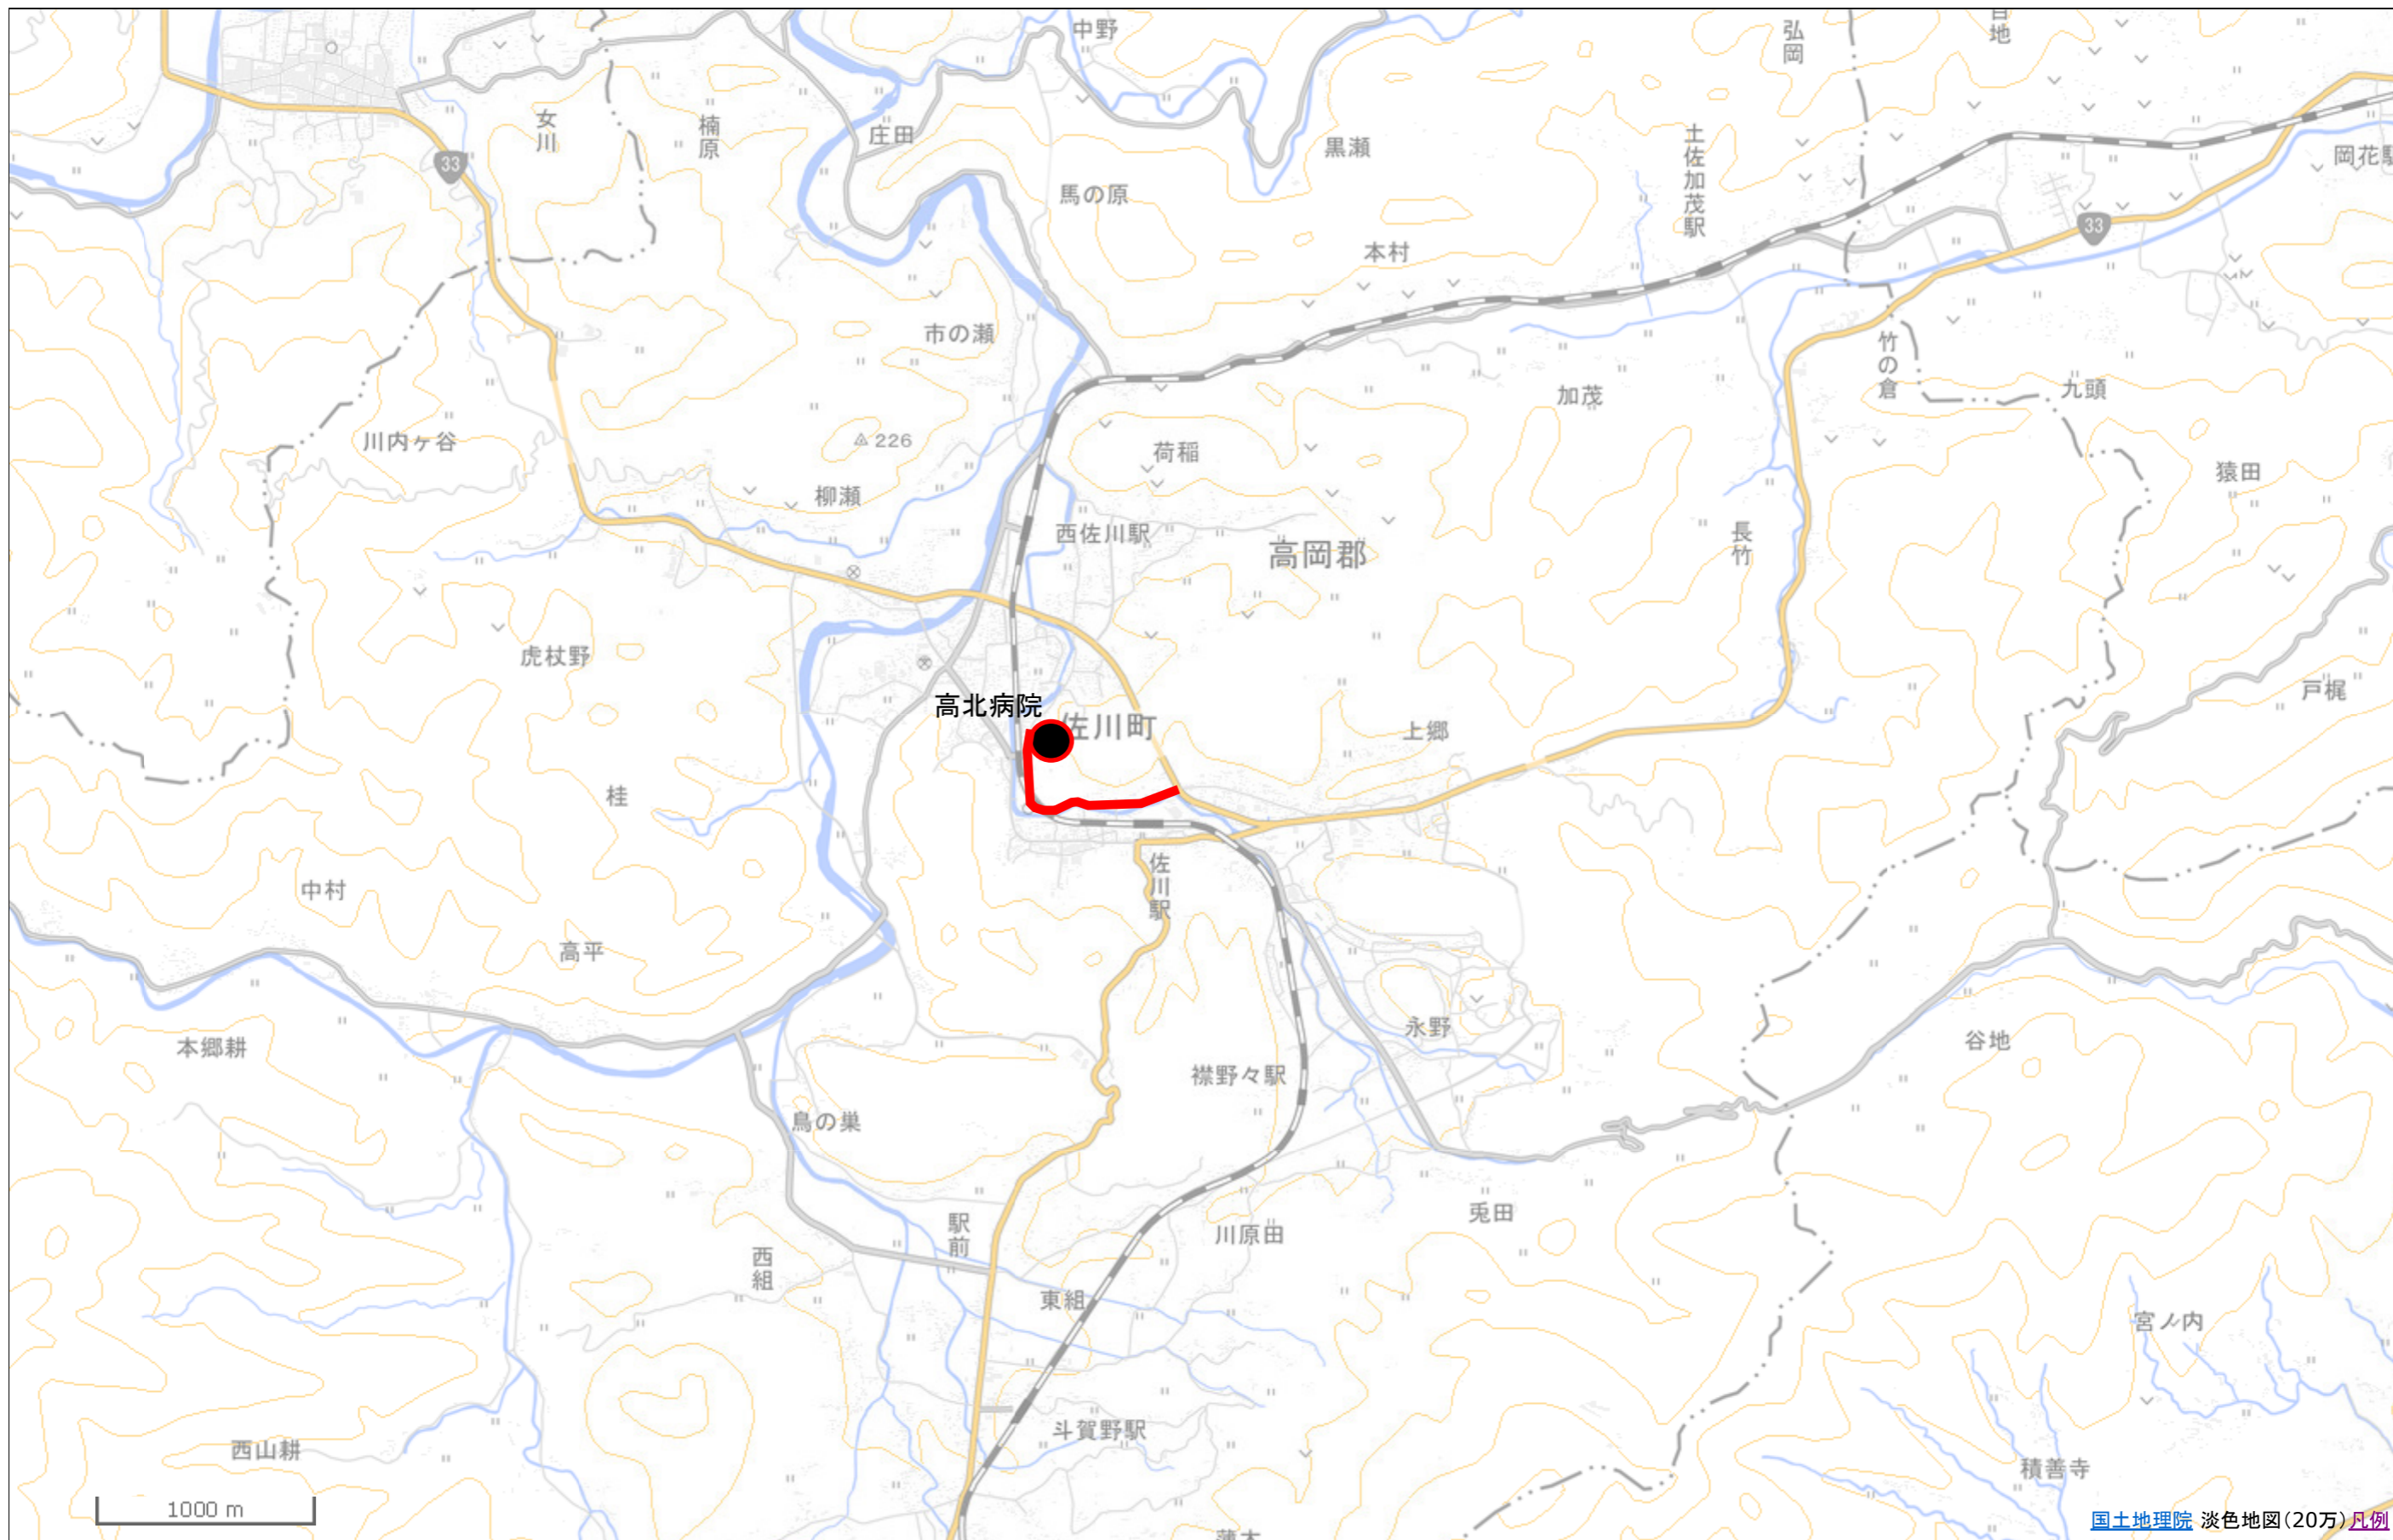 中野
弘岡
女川
楠原
庄田
黒瀬
土佐加茂駅
33
馬の原
33
本村
市の瀬
竹の倉
加茂
九頭
川内ヶ谷
226
荷稲
猿田
柳瀬
西佐川駅
高岡郡
長竹
虎杖野
戸梶
高北病院
佐川町
上郷
桂
佐川駅
中村
高平
永野
谷地
本郷耕
襟野々駅
鳥の巣
駅前
兎田
川原田
西組
東組
宮ノ内
斗賀野駅
西山耕
積善寺
1000 m
国土地理院 淡色地図(20万)凡例